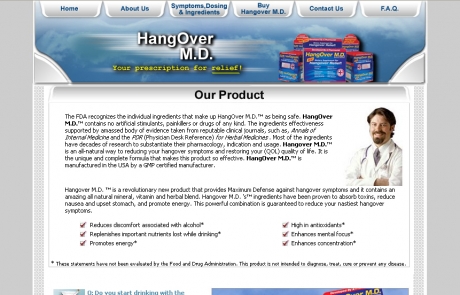 Home
About Us
Symptoms,Dosing
& Ingredients
Buy
Hangover M.D.
Contact Us
F.A.Q.
HangOver
M.D.
Your prescription for relief!
Our Product
The FDA recognizes the individual ingredients that make up HangOver M.D.™ as being safe. HangOver
M.D.™ contains no artificial stimulants, painkillers or drugs of any kind. The ingredients effectiveness
supported by amassed body of evidence taken from reputable clinical journals, such as, Annals of
Internal Medicine and the PDR (Physician Desk Reference) for Herbal Medicines. Most of the ingredients
have decades of research to substantiate their pharmacology, indication and usage. Hangover M.D.™
is an all-natural way to reducing your hangover symptoms and restoring your (QOL) quality of life. It is
the unique and complete formula that makes this product so effective. HangOver M.D.™ is
manufactured in the USA by a GMP certified manufacturer.
Hangover M.D. ™ is a revolutionary new product that provides Maximum Defense against hangover symptoms and it contains an
amazing all natural mineral, vitamin and herbal blend. Hangover M.D. ™'s ingredients have been proven to absorb toxins, reduce
nausea and upset stomach, and promote energy. This powerful combination is guaranteed to reduce your nastiest hangover
symptoms.
Reduces discomfort associated with alcohol*
High in antioxidants*
Replenishes important nutrients lost while drinking*
Enhances mental focus*
Promotes energy*
Enhances concentration*
* These statements have not been evaluated by the Food and Drug Administration. This product is not intended to diagnose, treat, cure or prevent any disease.
Q: Do you start drinking with the